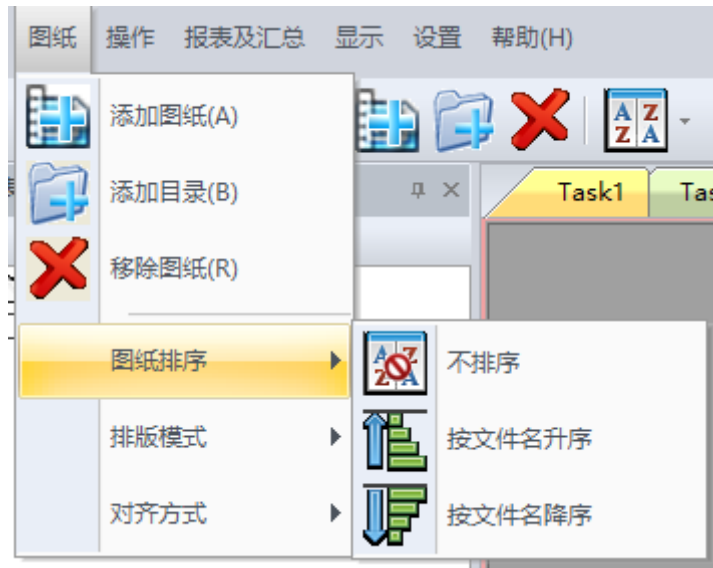 图纸 操作 报表及汇总 显示 设置 帮助(H)
添加图纸(A)
添加目录(B)
移除图纸(R)
图纸排序
排版模式
对齐方式
不排序
按文件名升序
按文件名降序
A Z
Z A
Task1